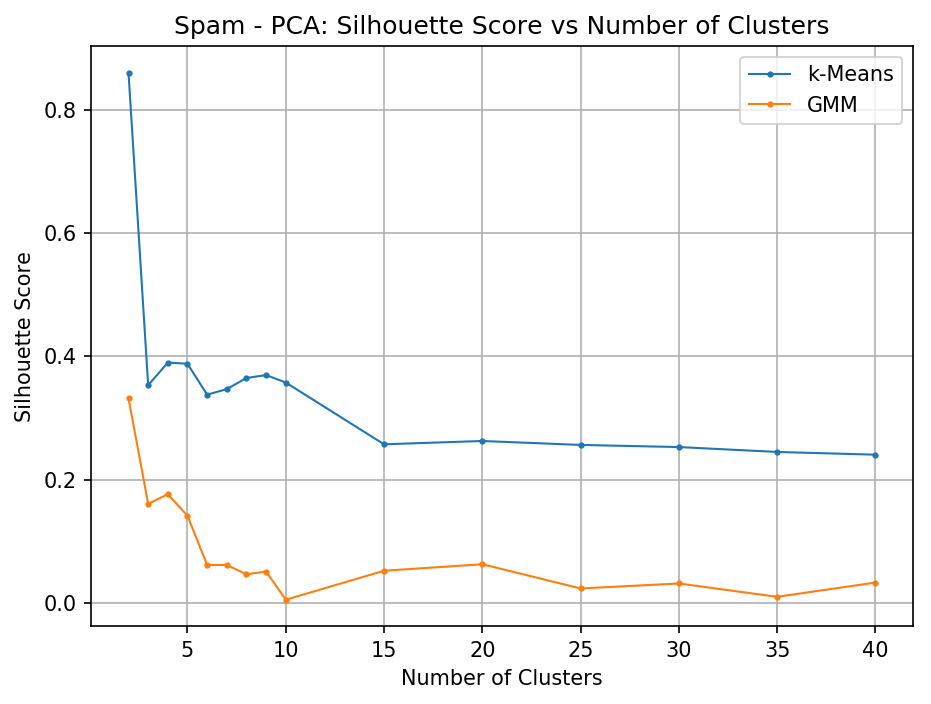 Spam - PCA: Silhouette Score vs Number of Clusters
k-Means
GMM
Silhouette Score
0.8
0.6
0.4
0.2
0.0
5 10 15 20 25 30 35 40
Number of Clusters